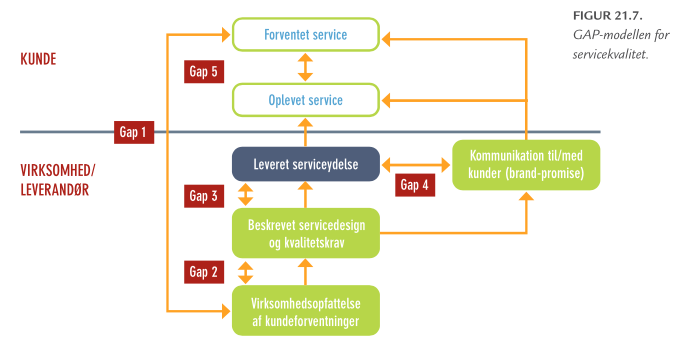 FIGUR 21.7.
GAP-modellen for
servicekvalitet.
KUNDE
Forventet service
Gap 5
Oplevet service
Gap 1
VIRKSOMHED/
LEVERANDØR
Leveret serviceydelse
Kommunikation til/med
kunder (brand-promise)
Gap 4
Gap 3
Beskrevet servicedesign
og kvalitetskrav
Gap 2
Virksomhedsopfattelse
af kundeforventninger